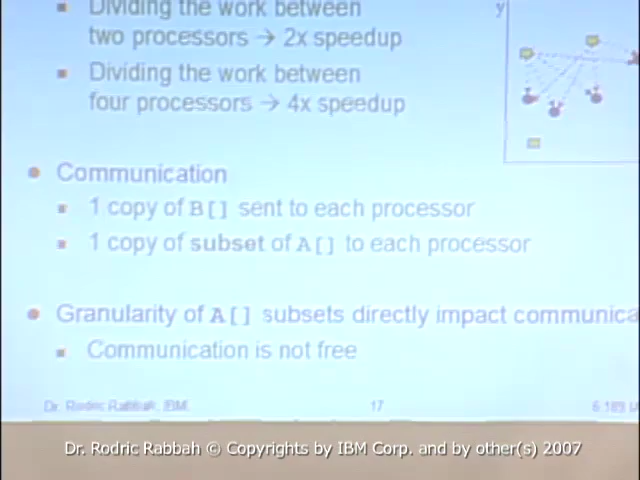 Dividing the work between
two processors → 2x speedup
Dividing the work between
four processors → 4x speedup
y
Communication
1 copy of B[] sent to each processor
1 copy of subset of A[] to each processor
Granularity of A[] subsets directly impact communica
Communication is not free
Dr. Rodric Rabbah, IBM.
17
6.189
Dr. Rodric Rabbah © Copyrights by IBM Corp. and by other(s) 2007